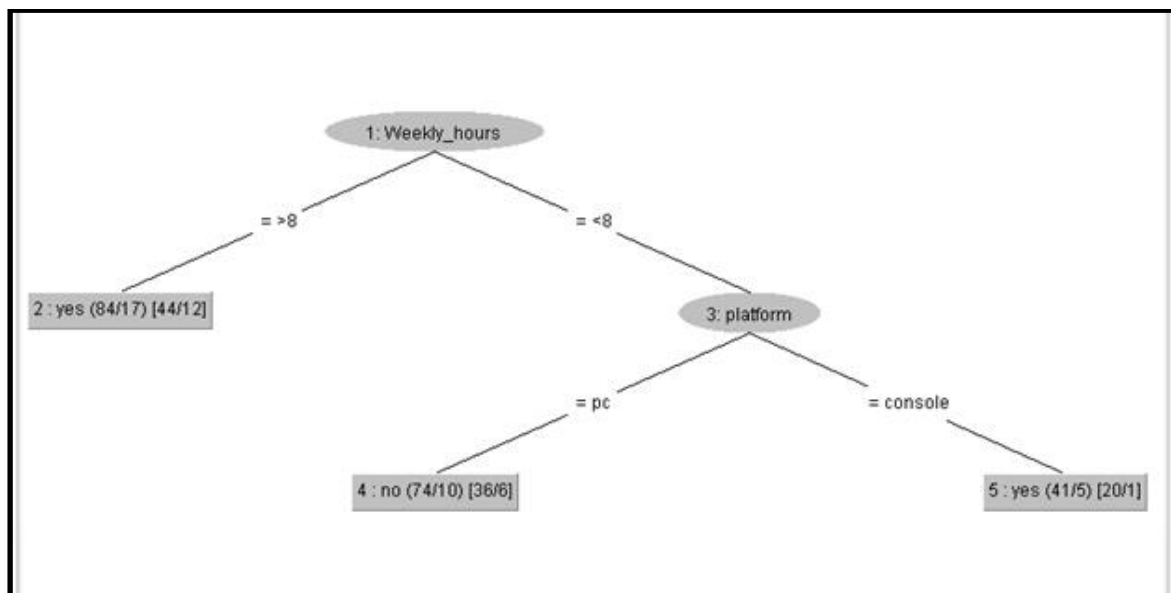 1: Weekly_hours
= >8
= <8
2 : yes (84/17) [44/12]
3: platform
= pc
= console
4 : no (74/10) [36/6]
5 : yes (41/5) [20/1]